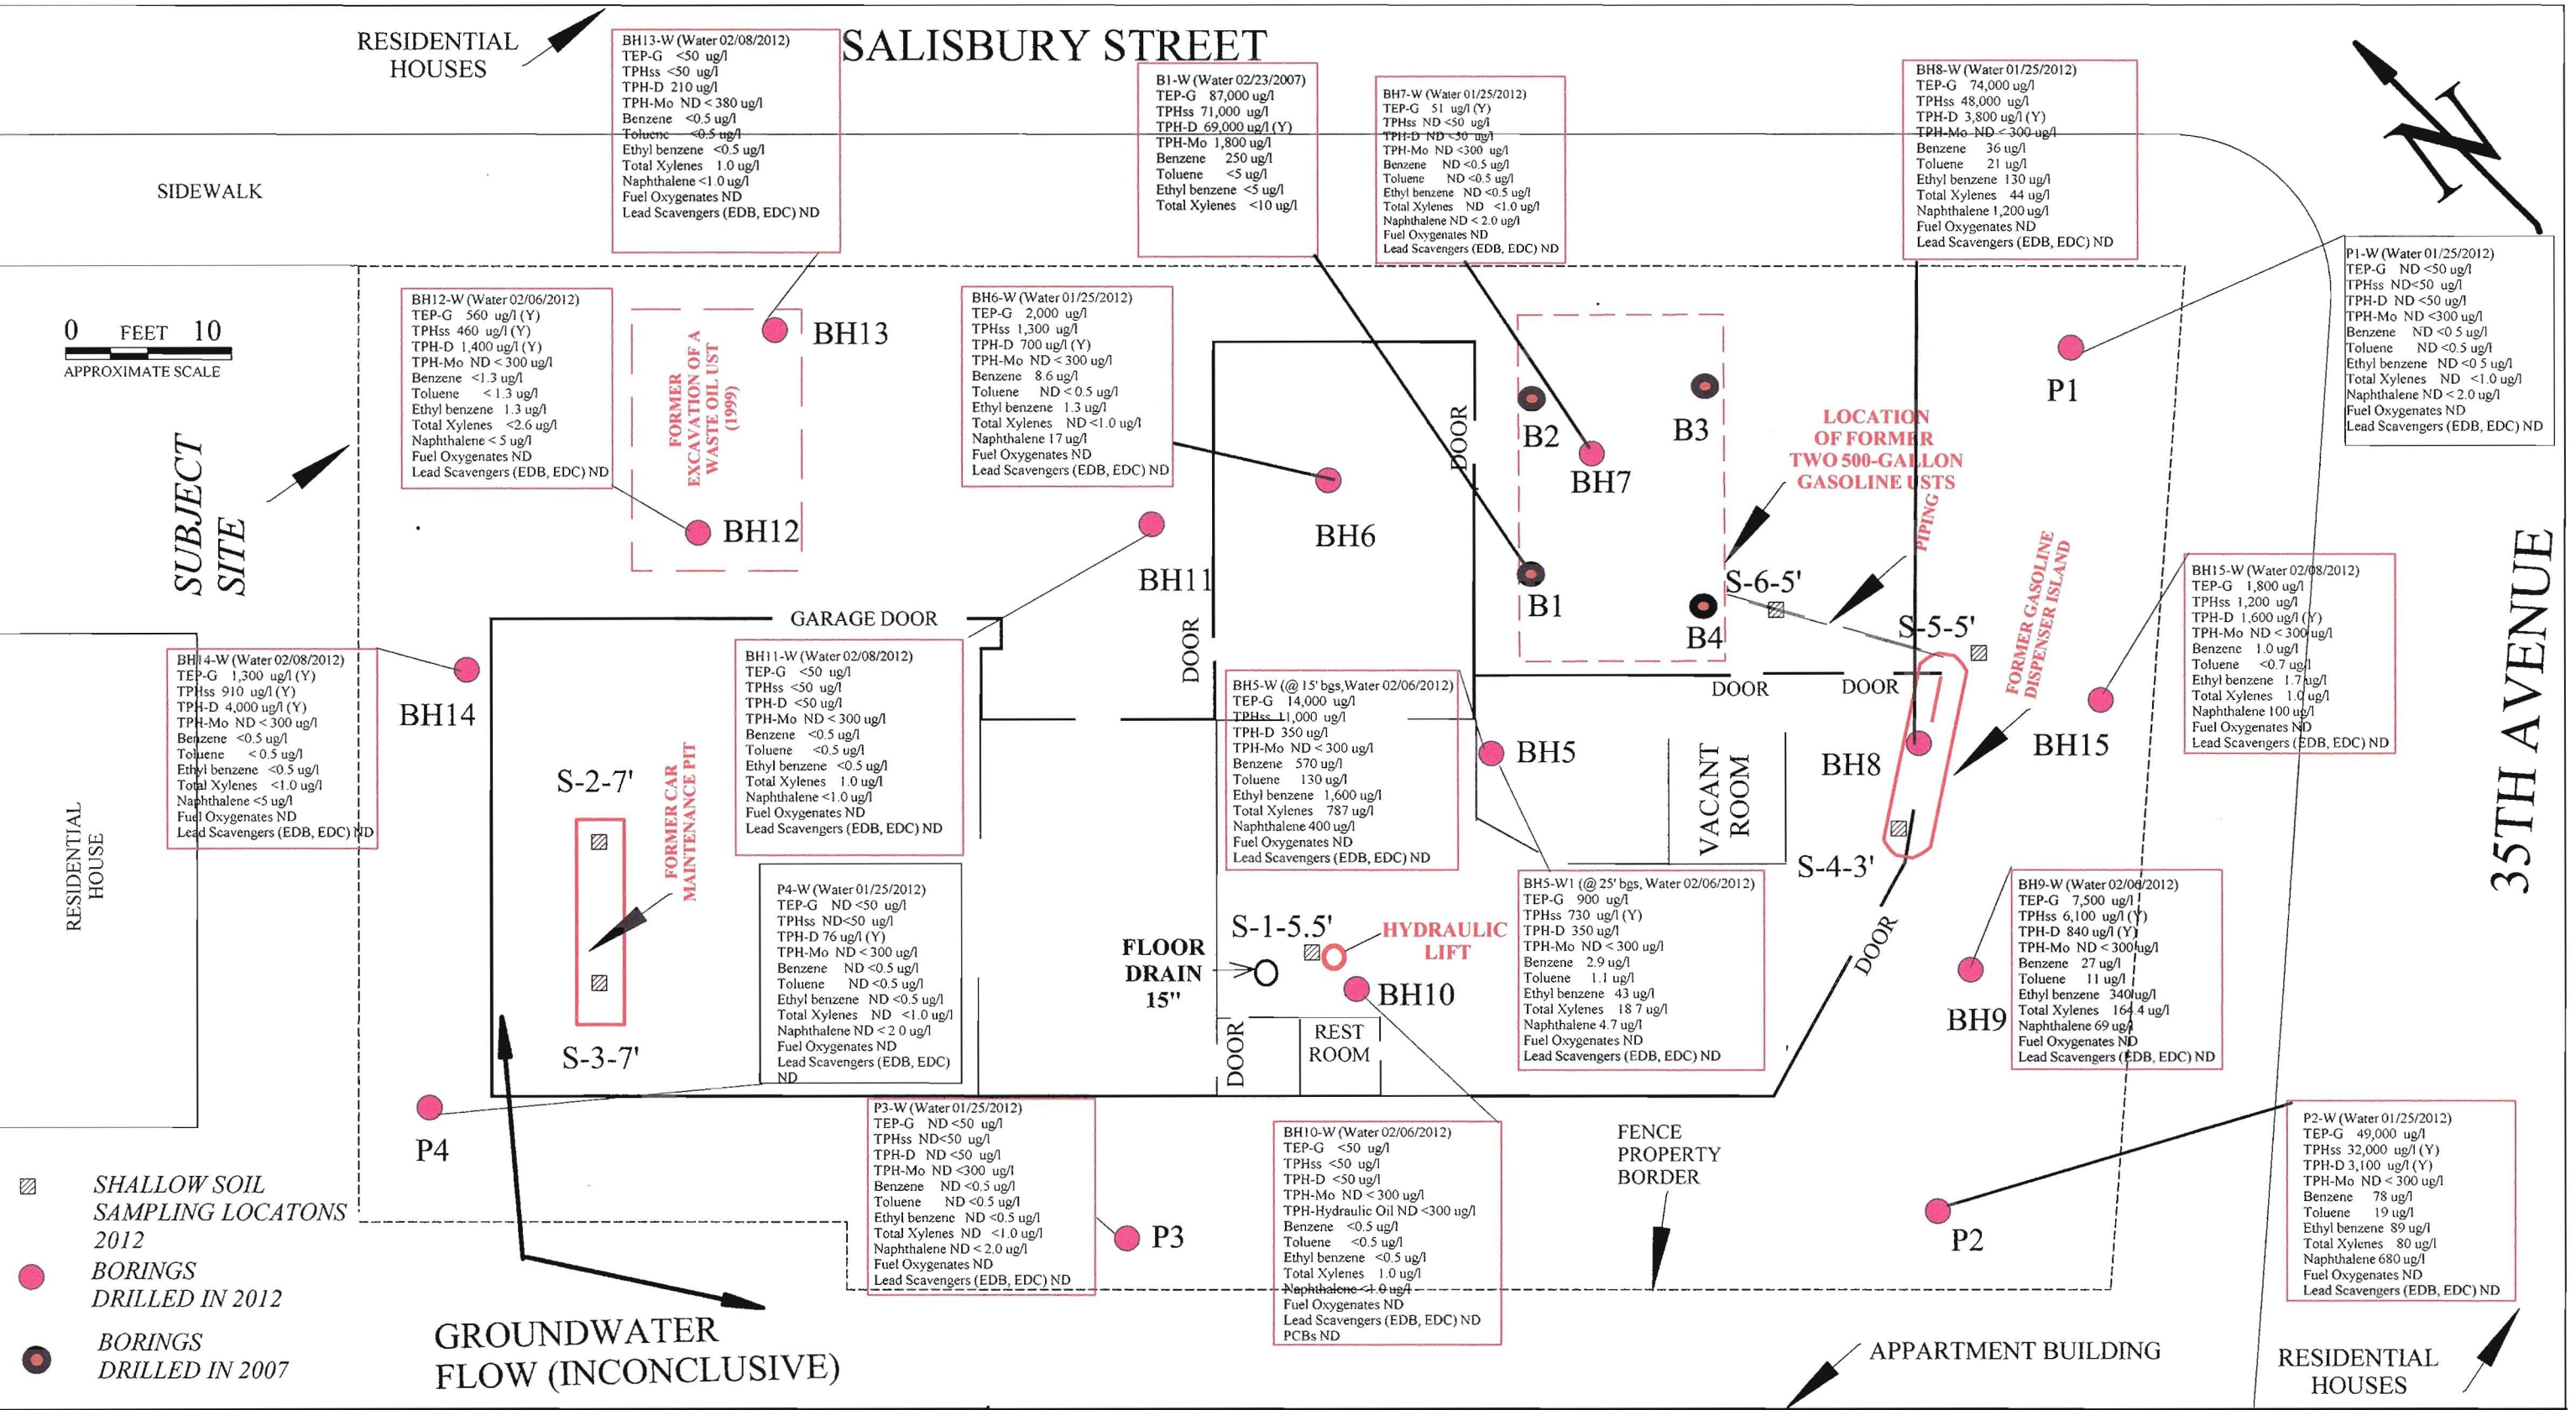 RESIDENTIAL
HOUSES
SALISBURY STREET
BH13-W (Water 02/08/2012)
TEP-G <50 ug/l
TPHss <50 ug/l
TPH-D 210 ug/l
TPH-Mo ND < 380 ug/l
Benzene <0.5 ug/l
Toluene <0.5 ug/l
Ethyl benzene <0.5 ug/l
Total Xylenes 1.0 ug/l
Naphthalene <1.0 ug/l
Fuel Oxygenates ND
Lead Scavengers (EDB, EDC) ND
B1-W (Water 02/23/2007)
TEP-G 87,000 ug/l
TPHss 71,000 ug/l
TPH-D 69,000 ug/l (Y)
TPH-Mo 1,800 ug/l
Benzene 250 ug/l
Toluene <5 ug/l
Ethyl benzene <5 ug/l
Total Xylenes <10 ug/l
BH7-W (Water 01/25/2012)
TEP-G 51 ug/l (Y)
TPHss ND <50 ug/l
TPH-D ND <50 ug/l
TPH-Mo ND <300 ug/l
Benzene ND <0.5 ug/l
Toluene ND <0.5 ug/l
Ethyl benzene ND <0.5 ug/l
Total Xylenes ND <1.0 ug/l
Naphthalene ND < 2.0 ug/l
Fuel Oxygenates ND
Lead Scavengers (EDB, EDC) ND
BH8-W (Water 01/25/2012)
TEP-G 74,000 ug/l
TPHss 48,000 ug/l
TPH-D 3,800 ug/l (Y)
TPH-Mo ND < 300 ug/l
Benzene 36 ug/l
Toluene 21 ug/l
Ethyl benzene 130 ug/l
Total Xylenes 44 ug/l
Naphthalene 1,200 ug/l
Fuel Oxygenates ND
Lead Scavengers (EDB, EDC) ND
N
SIDEWALK
P1-W (Water 01/25/2012)
TEP-G ND <50 ug/l
TPHss ND<50 ug/l
TPH-D ND <50 ug/l
TPH-Mo ND <300 ug/l
Benzene ND <0 5 ug/l
Toluene ND <0.5 ug/l
Ethyl benzene ND <0 5 ug/l
Total Xylenes ND <1.0 ug/l
Naphthalene ND < 2.0 ug/l
Fuel Oxygenates ND
Lead Scavengers (EDB, EDC) ND
0 FEET 10
APPROXIMATE SCALE
BH12-W (Water 02/06/2012)
TEP-G 560 ug/l (Y)
TPHss 460 ug/l (Y)
TPH-D 1,400 ug/l (Y)
TPH-Mo ND < 300 ug/l
Benzene <1.3 ug/l
Toluene < 1.3 ug/l
Ethyl benzene 1.3 ug/l
Total Xylenes <2.6 ug/l
Naphthalene < 5 ug/l
Fuel Oxygenates ND
Lead Scavengers (EDB, EDC) ND
FORMER
EXCAVATION OF A
WASTE OIL UST
(1999)
BH13
BH12
BH6-W (Water 01/25/2012)
TEP-G 2,000 ug/l
TPHss 1,300 ug/l
TPH-D 700 ug/l (Y)
TPH-Mo ND < 300 ug/l
Benzene 8.6 ug/l
Toluene ND < 0.5 ug/l
Ethyl benzene 1.3 ug/l
Total Xylenes ND <1.0 ug/l
Naphthalene 17 ug/l
Fuel Oxygenates ND
Lead Scavengers (EDB, EDC) ND
BH6
BH11
DOOR
B2
B3
BH7
B1
B4
LOCATION
OF FORMER
TWO 500-GALLON
GASOLINE USTS
PIPING
P1
SUBJECT
SITE
S-6-5'
S-5-5'
FORMER GASOLINE
DISPENSER ISLAND
35TH AVENUE
BH15-W (Water 02/08/2012)
TEP-G 1,800 ug/l
TPHss 1,200 ug/l
TPH-D 1,600 ug/l (Y)
TPH-Mo ND < 300 ug/l
Benzene 1.0 ug/l
Toluene <0.7 ug/l
Ethyl benzene 1.7 ug/l
Total Xylenes 1.0 ug/l
Naphthalene 100 ug/l
Fuel Oxygenates ND
Lead Scavengers (EDB, EDC) ND
BH15
GARAGE DOOR
DOOR
DOOR
DOOR
BH14-W (Water 02/08/2012)
TEP-G 1,300 ug/l (Y)
TPHss 910 ug/l (Y)
TPH-D 4,000 ug/l (Y)
TPH-Mo ND < 300 ug/l
Benzene <0.5 ug/l
Toluene < 0.5 ug/l
Ethyl benzene <0.5 ug/l
Total Xylenes <1.0 ug/l
Naphthalene <5 ug/l
Fuel Oxygenates ND
Lead Scavengers (EDB, EDC) ND
BH14
RESIDENTIAL
HOUSE
BH11-W (Water 02/08/2012)
TEP-G <50 ug/l
TPHss <50 ug/l
TPH-D <50 ug/l
TPH-Mo ND < 300 ug/l
Benzene <0.5 ug/l
Toluene <0.5 ug/l
Ethyl benzene <0.5 ug/l
Total Xylenes 1.0 ug/l
Naphthalene <1.0 ug/l
Fuel Oxygenates ND
Lead Scavengers (EDB, EDC) ND
S-2-7'
FORMER CAR
MAINTENANCE PIT
S-3-7'
BH5-W (@ 15' bgs,Water 02/06/2012)
TEP-G 14,000 ug/l
TPHss 11,000 ug/l
TPH-D 350 ug/l
TPH-Mo ND < 300 ug/l
Benzene 570 ug/l
Toluene 130 ug/l
Ethyl benzene 1,600 ug/l
Total Xylenes 787 ug/l
Naphthalene 400 ug/l
Fuel Oxygenates ND
Lead Scavengers (EDB, EDC) ND
BH5
VACANT
ROOM
BH8
S-4-3'
P4-W (Water 01/25/2012)
TEP-G ND <50 ug/l
TPHss ND<50 ug/l
TPH-D 76 ug/l (Y)
TPH-Mo ND < 300 ug/l
Benzene ND <0.5 ug/l
Toluene ND <0.5 ug/l
Ethyl benzene ND <0.5 ug/l
Total Xylenes ND <1.0 ug/l
Naphthalene ND < 2 0 ug/l
Fuel Oxygenates ND
Lead Scavengers (EDB, EDC)
ND
BH5-W1 (@ 25' bgs, Water 02/06/2012)
TEP-G 900 ug/l
TPHss 730 ug/l (Y)
TPH-D 350 ug/l
TPH-Mo ND < 300 ug/l
Benzene 2.9 ug/l
Toluene 1.1 ug/l
Ethyl benzene 43 ug/l
Total Xylenes 18 7 ug/l
Naphthalene 4.7 ug/l
Fuel Oxygenates ND
Lead Scavengers (EDB, EDC) ND
BH9-W (Water 02/06/2012)
TEP-G 7,500 ug/l
TPHss 6,100 ug/l (Y)
TPH-D 840 ug/l (Y)
TPH-Mo ND < 300 ug/l
Benzene 27 ug/l
Toluene 11 ug/l
Ethyl benzene 340 ug/l
Total Xylenes 164.4 ug/l
Naphthalene 69 ug/l
Fuel Oxygenates ND
Lead Scavengers (EDB, EDC) ND
BH9
DOOR
S-1-5.5'
HYDRAULIC
LIFT
FLOOR
DRAIN
15"
BH10
DOOR
REST
ROOM
P4
P3-W (Water 01/25/2012)
TEP-G ND <50 ug/l
TPHss ND<50 ug/l
TPH-D ND <50 ug/l
TPH-Mo ND <300 ug/l
Benzene ND <0.5 ug/l
Toluene ND <0.5 ug/l
Ethyl benzene ND <0.5 ug/l
Total Xylenes ND <1.0 ug/l
Naphthalene ND < 2.0 ug/l
Fuel Oxygenates ND
Lead Scavengers (EDB, EDC) ND
P3
BH10-W (Water 02/06/2012)
TEP-G <50 ug/l
TPHss <50 ug/l
TPH-D <50 ug/l
TPH-Mo ND < 300 ug/l
TPH-Hydraulic Oil ND <300 ug/l
Benzene <0.5 ug/l
Toluene <0.5 ug/l
Ethyl benzene <0.5 ug/l
Total Xylenes 1.0 ug/l
Naphthalene <1.0 ug/l
Fuel Oxygenates ND
Lead Scavengers (EDB, EDC) ND
PCBs ND
FENCE
PROPERTY
BORDER
P2
P2-W (Water 01/25/2012)
TEP-G 49,000 ug/l
TPHss 32,000 ug/l (Y)
TPH-D 3,100 ug/l (Y)
TPH-Mo ND < 300 ug/l
Benzene 78 ug/l
Toluene 19 ug/l
Ethyl benzene 89 ug/l
Total Xylenes 80 ug/l
Naphthalene 680 ug/l
Fuel Oxygenates ND
Lead Scavengers (EDB, EDC) ND
SHALLOW SOIL
SAMPLING LOCATONS
2012
BORINGS
DRILLED IN 2012
BORINGS
DRILLED IN 2007
GROUNDWATER
FLOW (INCONCLUSIVE)
APPARTMENT BUILDING
RESIDENTIAL
HOUSES